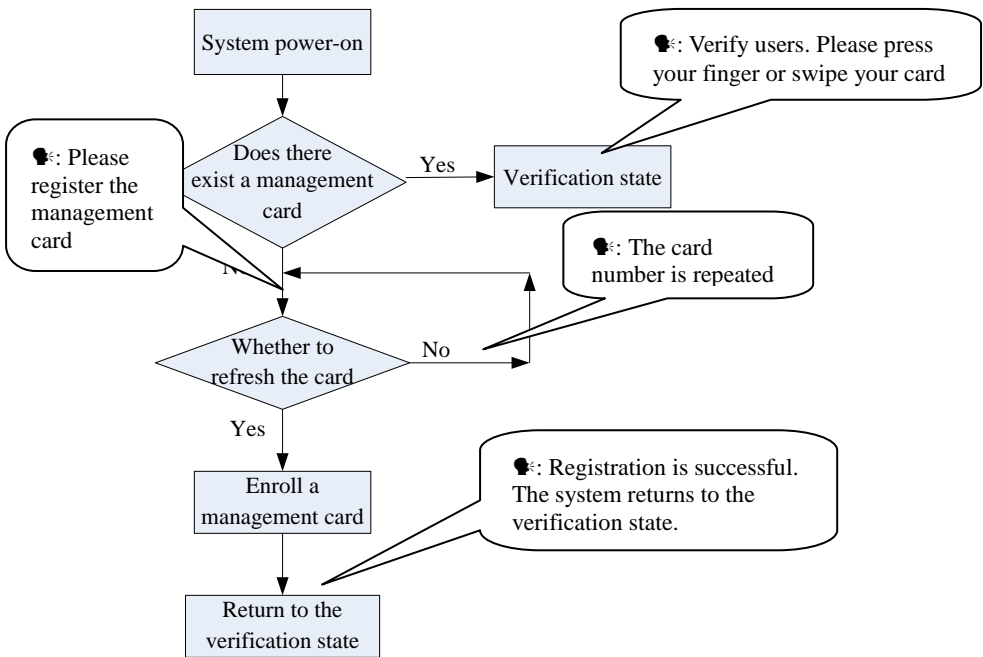 System power-on
🗣: Verify users. Please press
your finger or swipe your card
🗣: Please
register the
management
card
Does there
exist a management
card
Yes
Verification state
🗣: The card
number is repeated
Whether to
refresh the card
No
Yes
🗣: Registration is successful.
The system returns to the
verification state.
Enroll a
management card
Return to the
verification state